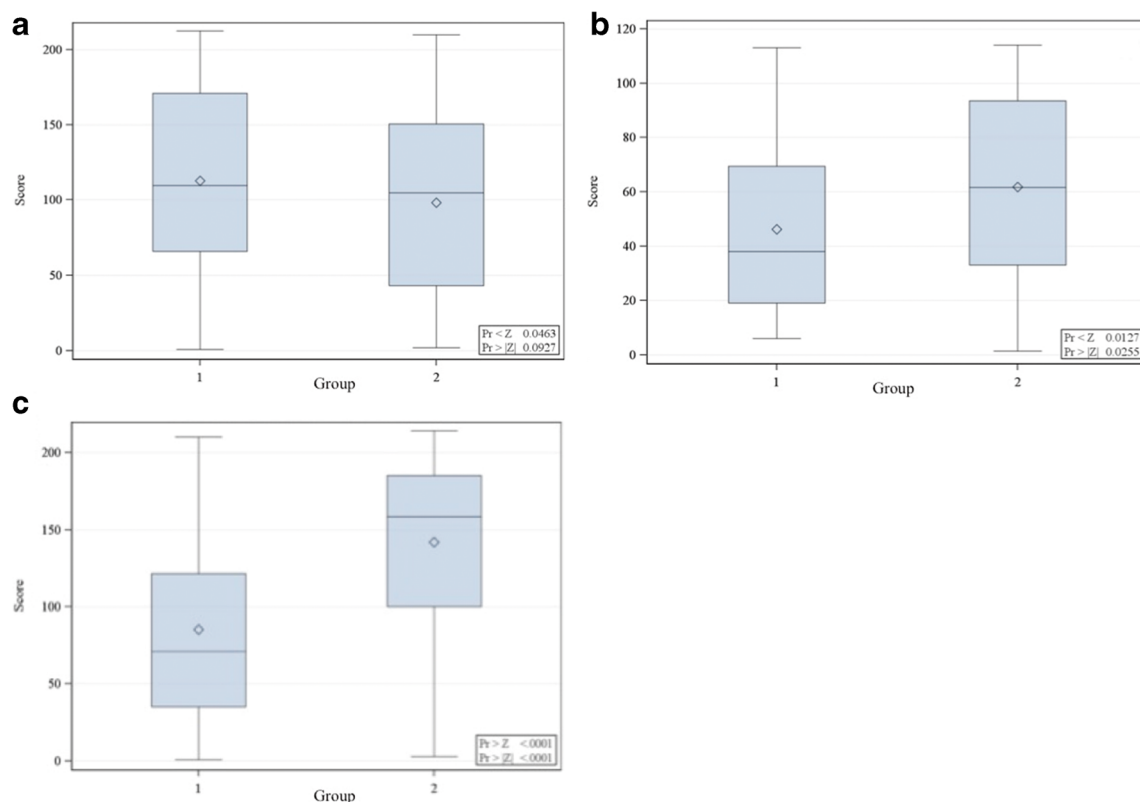 a
200
150
100
50
0
Score
Pr < Z 0.0463
Pr > |Z| 0.0927
1 2
Group
b
120
100
80
60
40
20
0
Score
Pr < Z 0.0127
Pr > |Z| 0.0255
1 2
Group
c
200
150
100
50
0
Score
Pr > Z <.0001
Pr > |Z| <.0001
1 2
Group